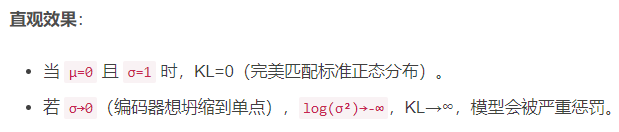 直观效果：
• 当 μ=0 且 σ=1 时，KL=0（完美匹配标准正态分布）。
• 若 σ→0（编码器想坍缩到单点），log(σ²)→-∞，KL→∞，模型会被严重惩罚。